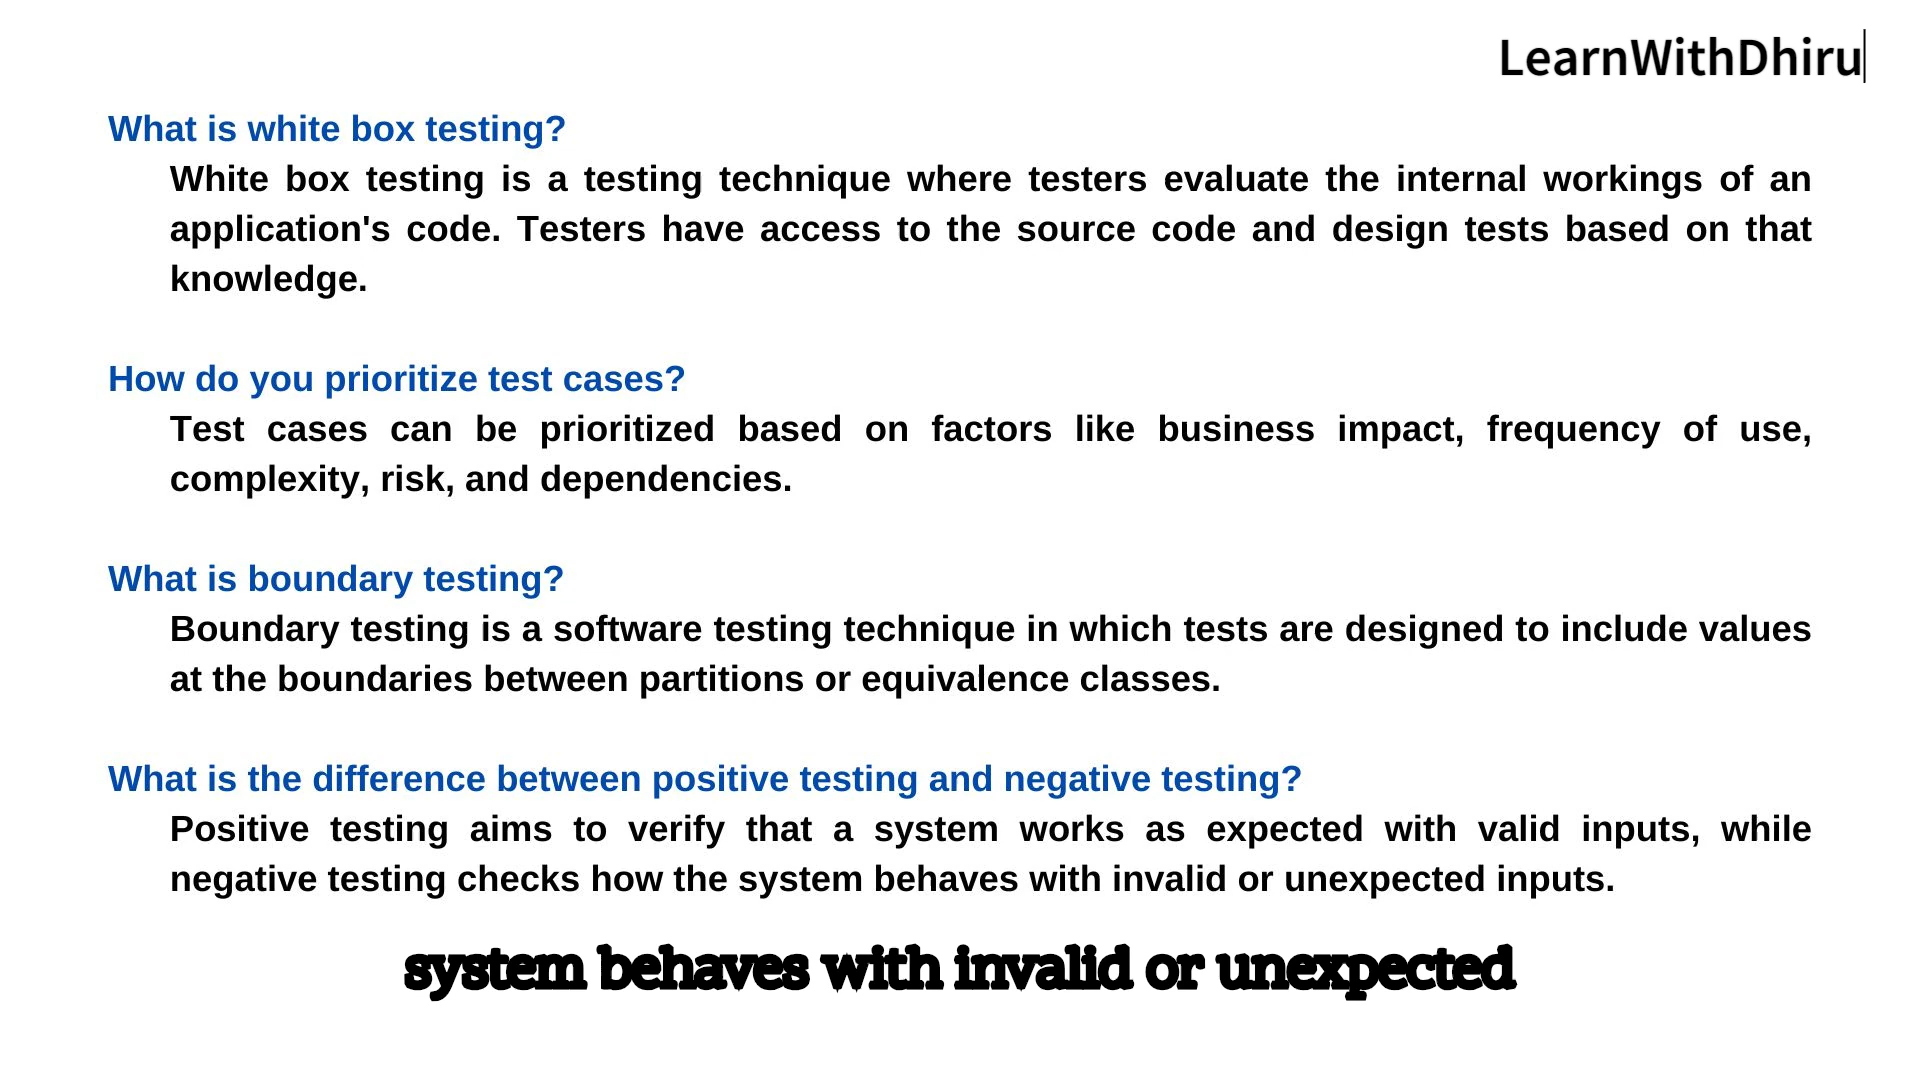 LearnWithDhiru
What is white box testing?
White box testing is a testing technique where testers evaluate the internal workings of an
application's code. Testers have access to the source code and design tests based on that
knowledge.
How do you prioritize test cases?
Test cases can be prioritized based on factors like business impact, frequency of use,
complexity, risk, and dependencies.
What is boundary testing?
Boundary testing is a software testing technique in which tests are designed to include values
at the boundaries between partitions or equivalence classes.
What is the difference between positive testing and negative testing?
Positive testing aims to verify that a system works as expected with valid inputs, while
negative testing checks how the system behaves with invalid or unexpected inputs.
system behaves with invalid or unexpected